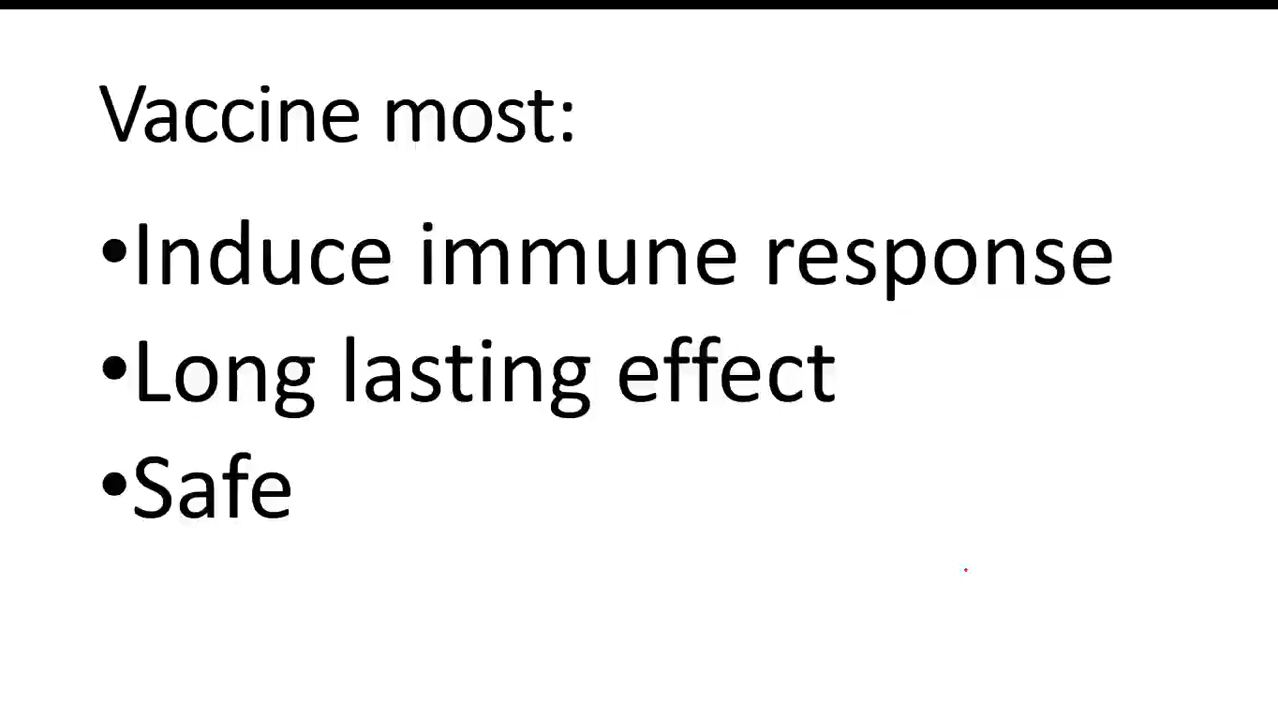 Vaccine most:
•Induce immune response
•Long lasting effect
•Safe